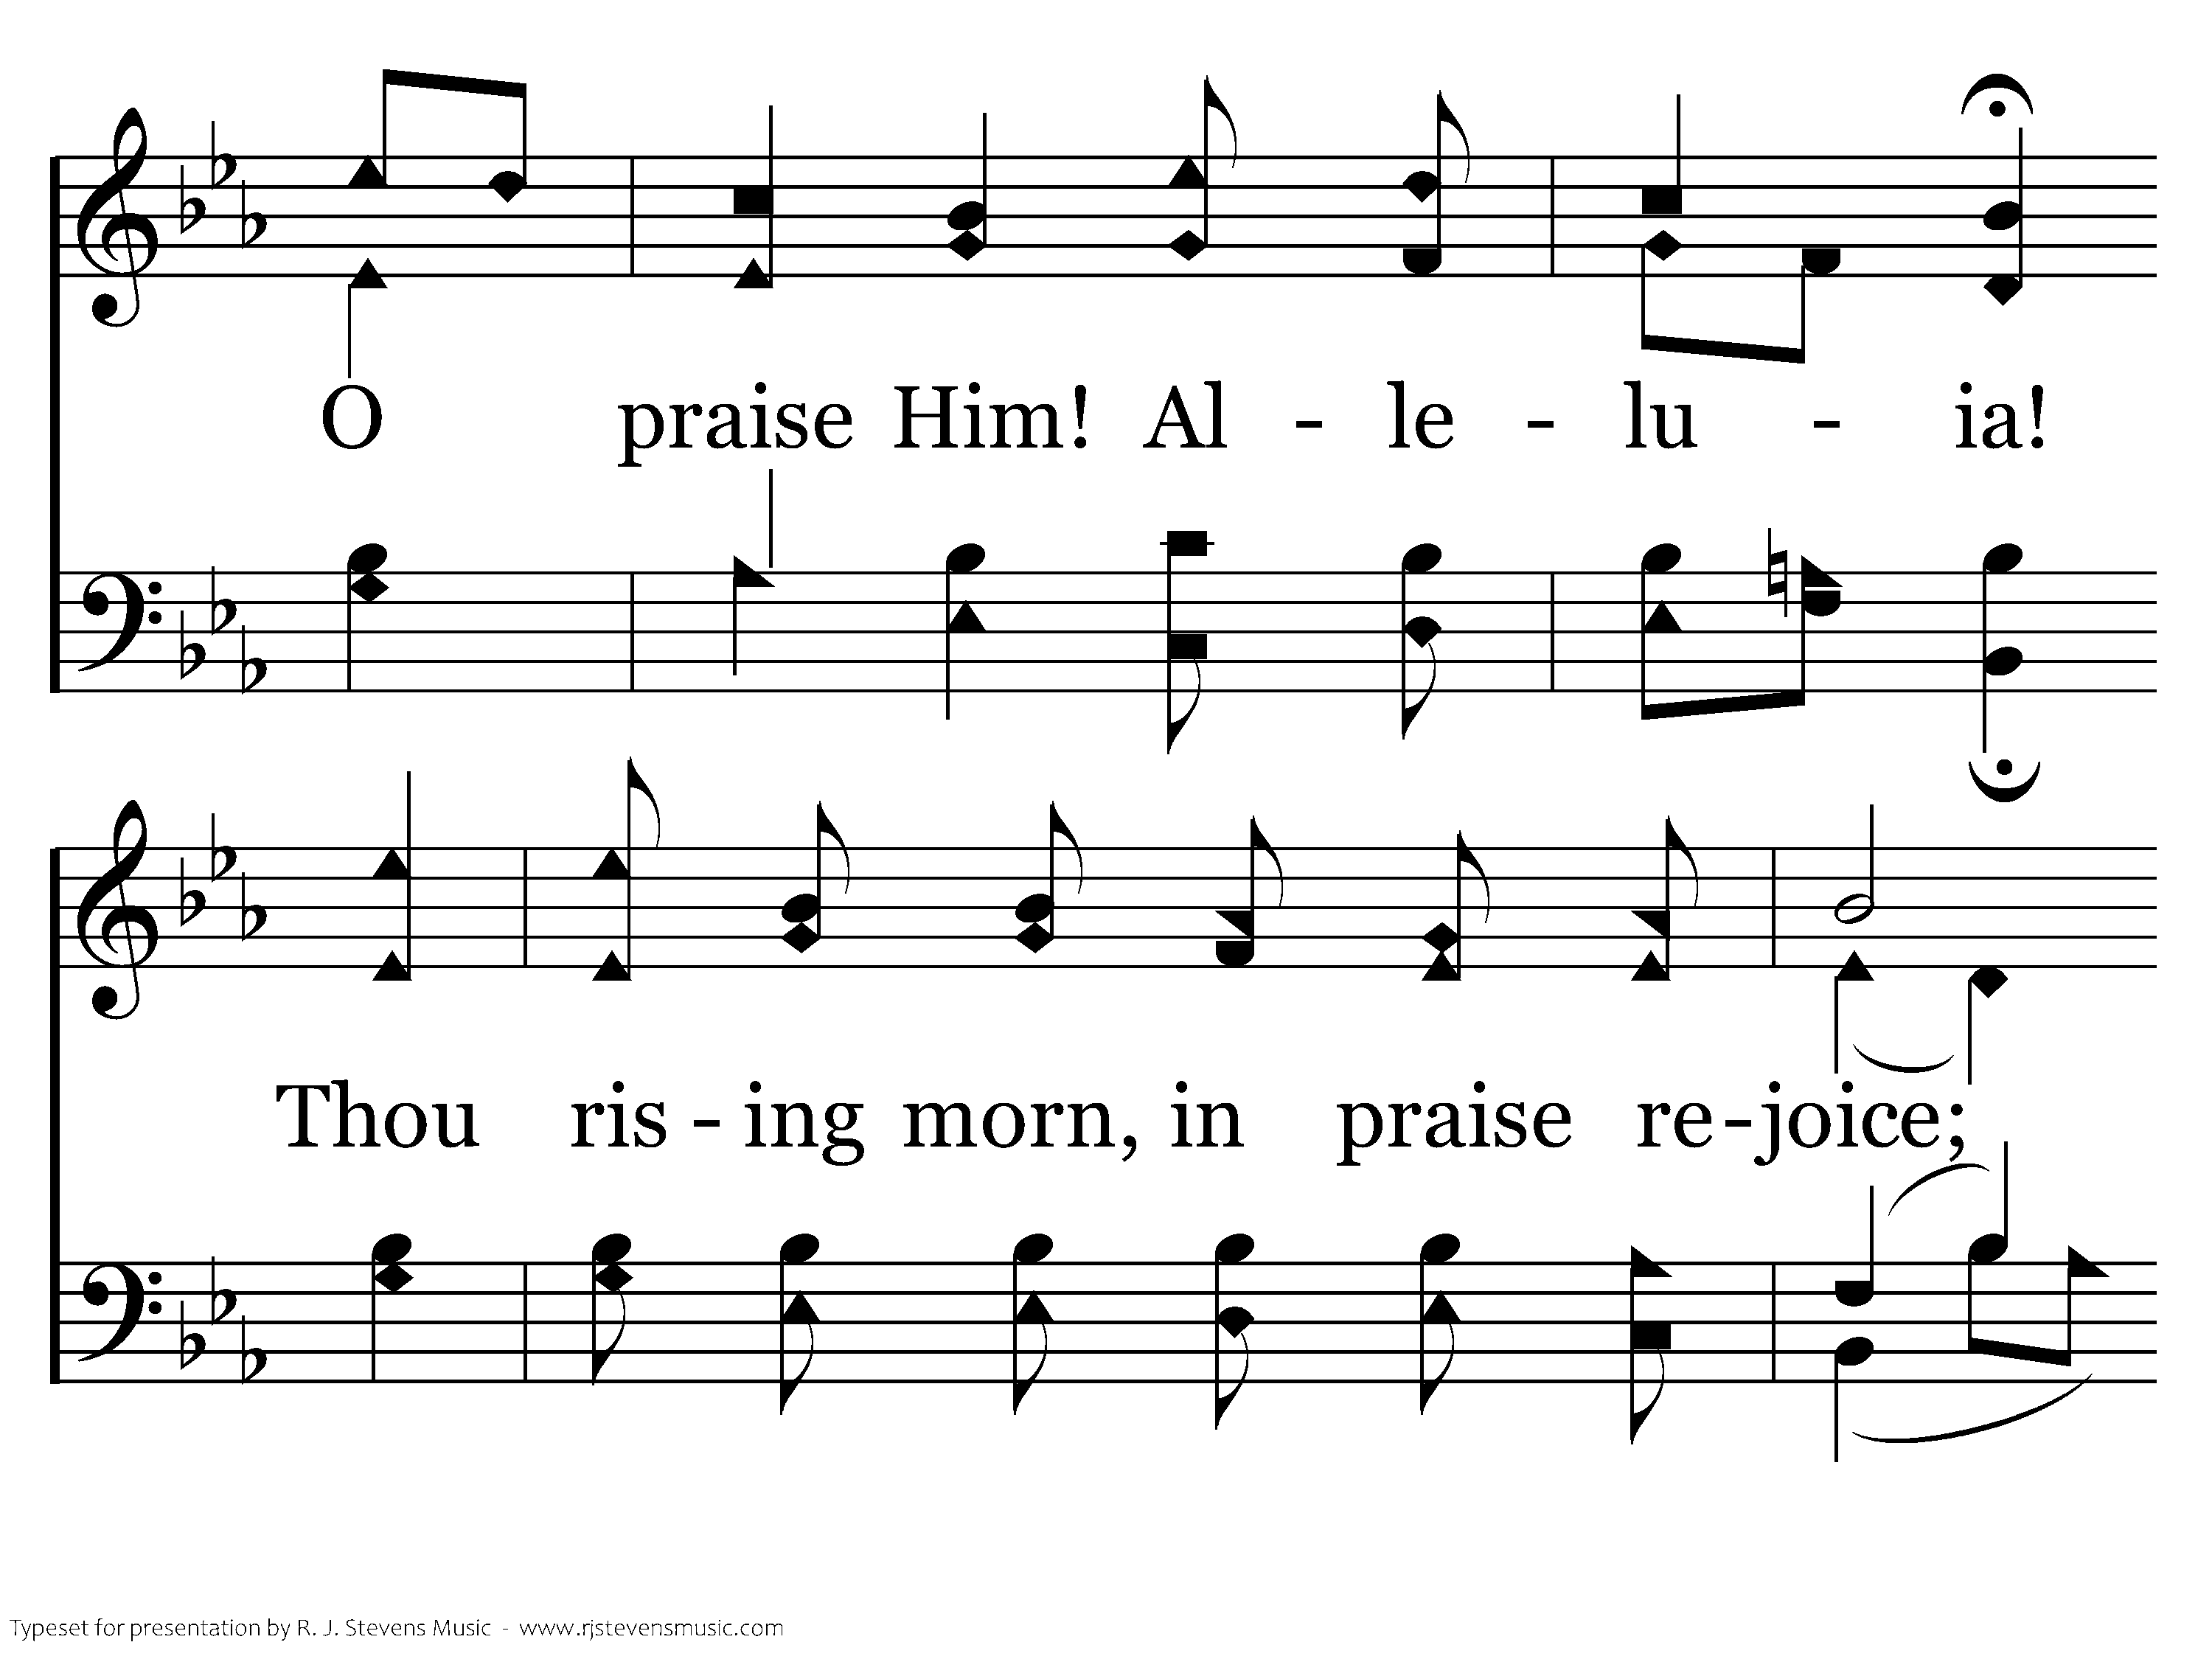 O praise Him! Al - le - lu - ia!
Thou ris - ing morn, in praise re - joice;
Typeset for presentation by R. J. Stevens Music - www.rjstevensmusic.com